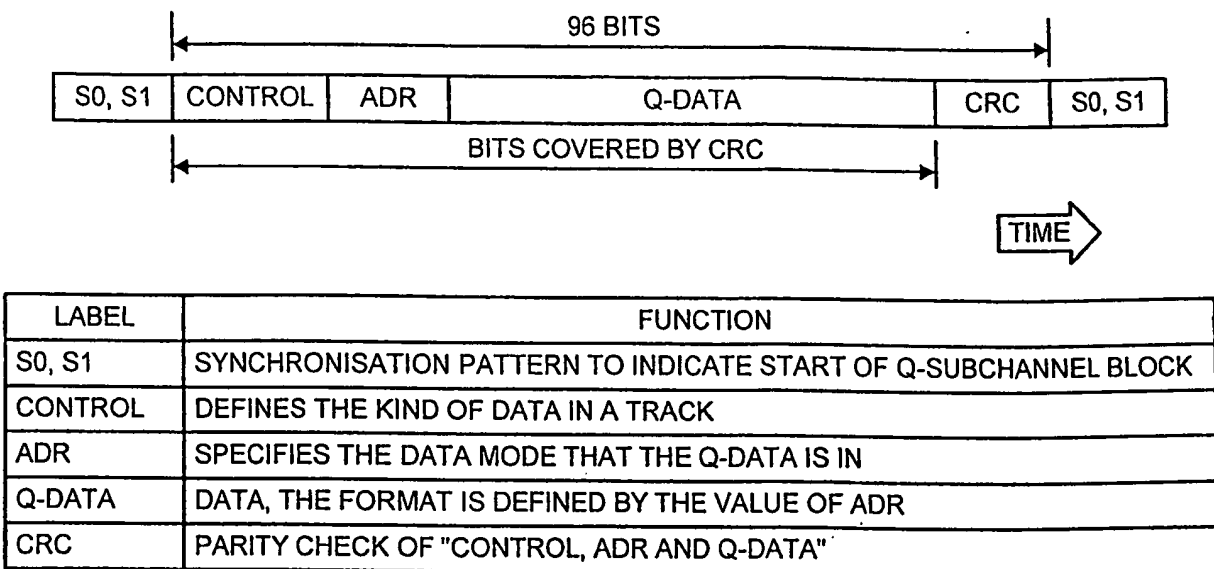 96 BITS
S0, S1 CONTROL ADR Q-DATA CRC S0, S1
BITS COVERED BY CRC
TIME
LABEL FUNCTION
S0, S1 SYNCHRONISATION PATTERN TO INDICATE START OF Q-SUBCHANNEL BLOCK
CONTROL DEFINES THE KIND OF DATA IN A TRACK
ADR SPECIFIES THE DATA MODE THAT THE Q-DATA IS IN
Q-DATA DATA, THE FORMAT IS DEFINED BY THE VALUE OF ADR
CRC PARITY CHECK OF "CONTROL, ADR AND Q-DATA"